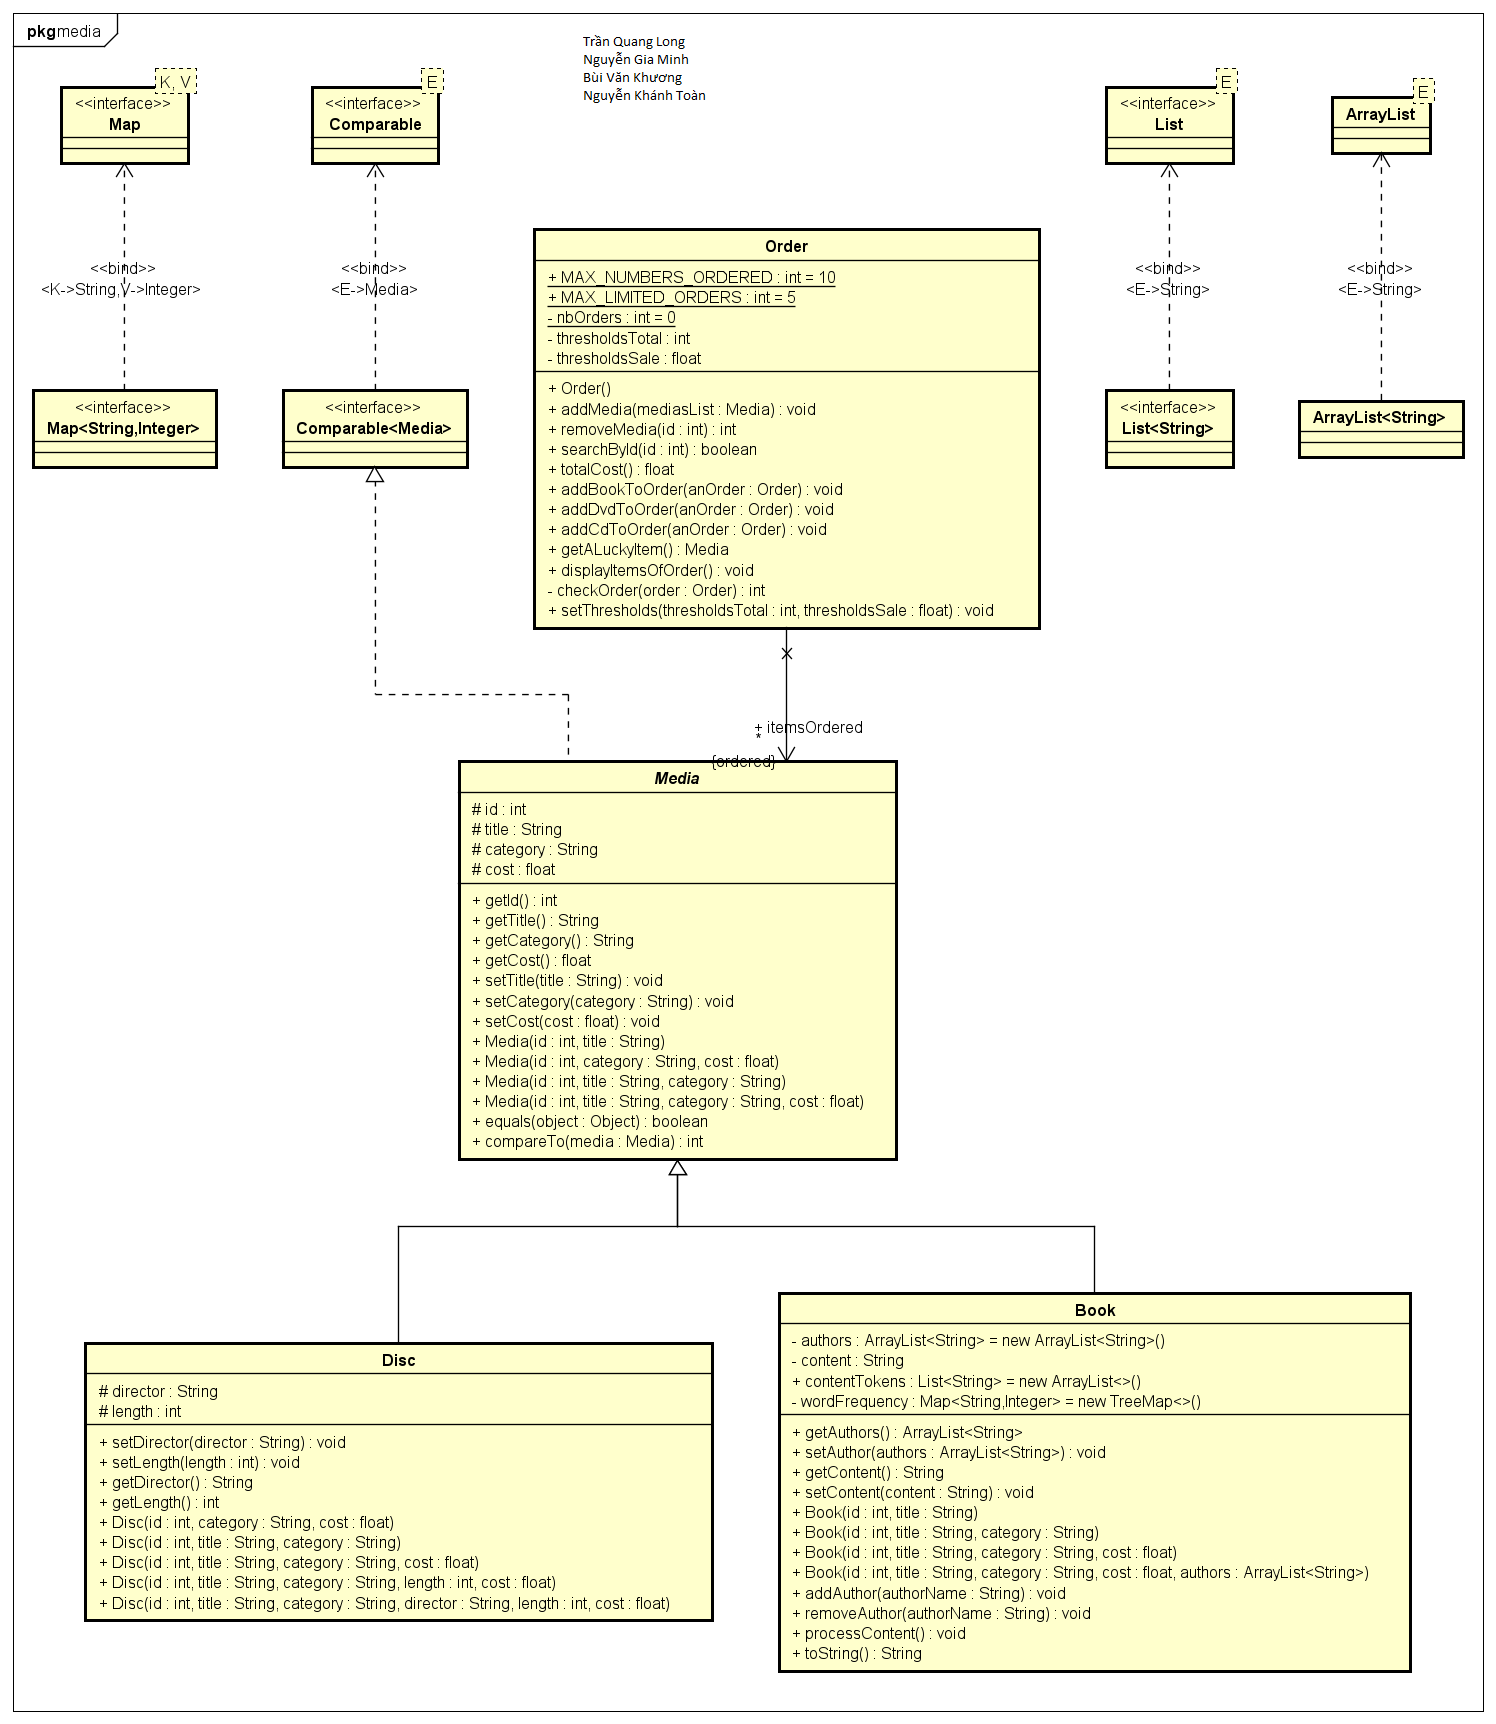 pkg media
Trần Quang Long
Nguyễn Gia Minh
Bùi Văn Khương
Nguyễn Khánh Toàn
K, V
<<interface>>
Map
E
<<interface>>
Comparable
E
<<interface>>
List
E
ArrayList
<<bind>>
<K->String,V->Integer>
<<bind>>
<E->Media>
<<bind>>
<E->String>
<<bind>>
<E->String>
<<interface>>
Map<String,Integer>
<<interface>>
Comparable<Media>
<<interface>>
List<String>
ArrayList<String>
Order
+ MAX_NUMBERS_ORDERED : int = 10
+ MAX_LIMITED_ORDERS : int = 5
- nbOrders : int = 0
- thresholdsTotal : int
- thresholdsSale : float
+ Order()
+ addMedia(mediasList : Media) : void
+ removeMedia(id : int) : int
+ searchById(id : int) : boolean
+ totalCost() : float
+ addBookToOrder(anOrder : Order) : void
+ addDvdToOrder(anOrder : Order) : void
+ addCdToOrder(anOrder : Order) : void
+ getALuckyItem() : Media
+ displayItemsOfOrder() : void
- checkOrder(order : Order) : int
+ setThresholds(thresholdsTotal : int, thresholdsSale : float) : void
+ itemsOrdered
*
{ordered}
Media
# id : int
# title : String
# category : String
# cost : float
+ getId() : int
+ getTitle() : String
+ getCategory() : String
+ getCost() : float
+ setTitle(title : String) : void
+ setCategory(category : String) : void
+ setCost(cost : float) : void
+ Media(id : int, title : String)
+ Media(id : int, category : String, cost : float)
+ Media(id : int, title : String, category : String)
+ Media(id : int, title : String, category : String, cost : float)
+ equals(object : Object) : boolean
+ compareTo(media : Media) : int
Disc
# director : String
# length : int
+ setDirector(director : String) : void
+ setLength(length : int) : void
+ getDirector() : String
+ getLength() : int
+ Disc(id : int, category : String, cost : float)
+ Disc(id : int, title : String, category : String)
+ Disc(id : int, title : String, category : String, cost : float)
+ Disc(id : int, title : String, category : String, length : int, cost : float)
+ Disc(id : int, title : String, category : String, director : String, length : int, cost : float)
Book
- authors : ArrayList<String> = new ArrayList<String>()
- content : String
+ contentTokens : List<String> = new ArrayList<>()
- wordFrequency : Map<String,Integer> = new TreeMap<>()
+ getAuthors() : ArrayList<String>
+ setAuthor(authors : ArrayList<String>) : void
+ getContent() : String
+ setContent(content : String) : void
+ Book(id : int, title : String)
+ Book(id : int, title : String, category : String)
+ Book(id : int, title : String, category : String, cost : float)
+ Book(id : int, title : String, category : String, cost : float, authors : ArrayList<String>)
+ addAuthor(authorName : String) : void
+ removeAuthor(authorName : String) : void
+ processContent() : void
+ toString() : String